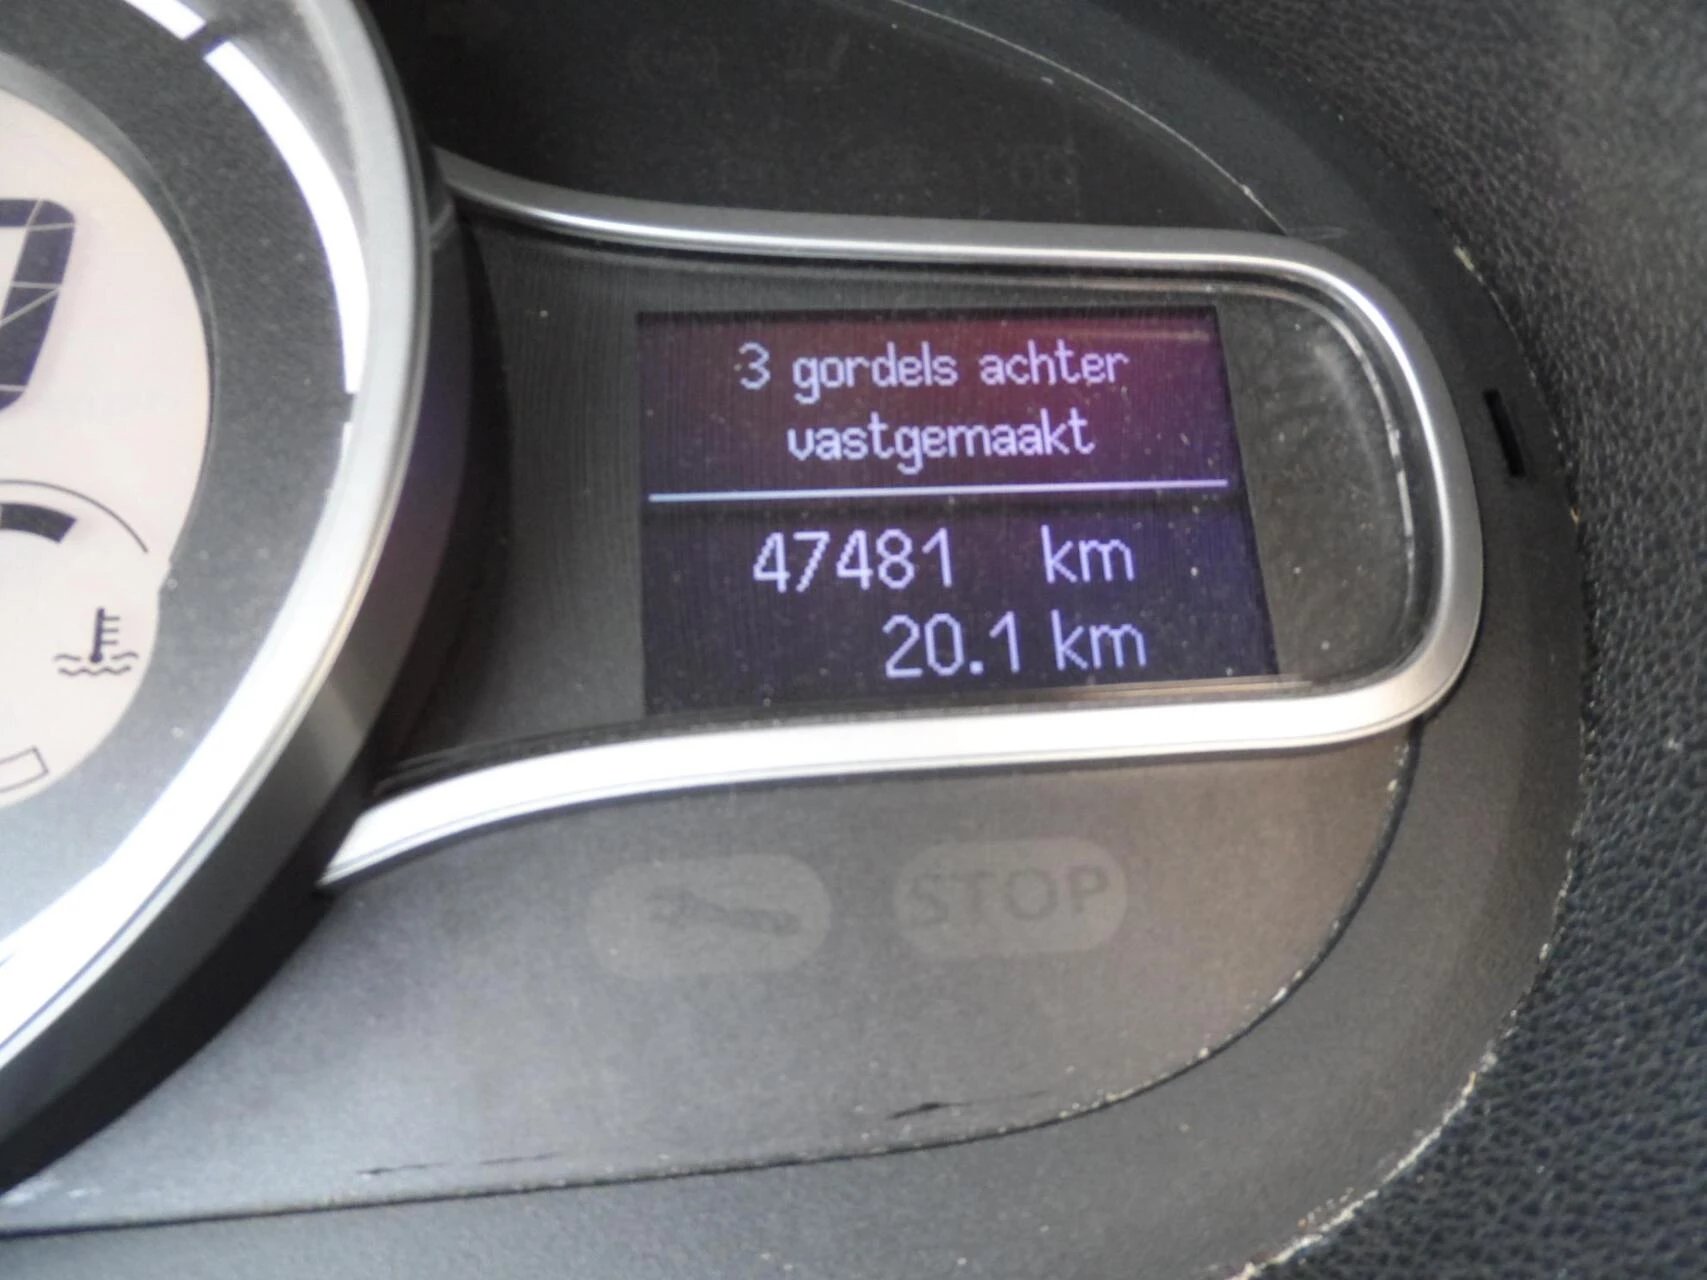 3 gordels achter
vastgemaakt
47481 km
20.1 km
STOP